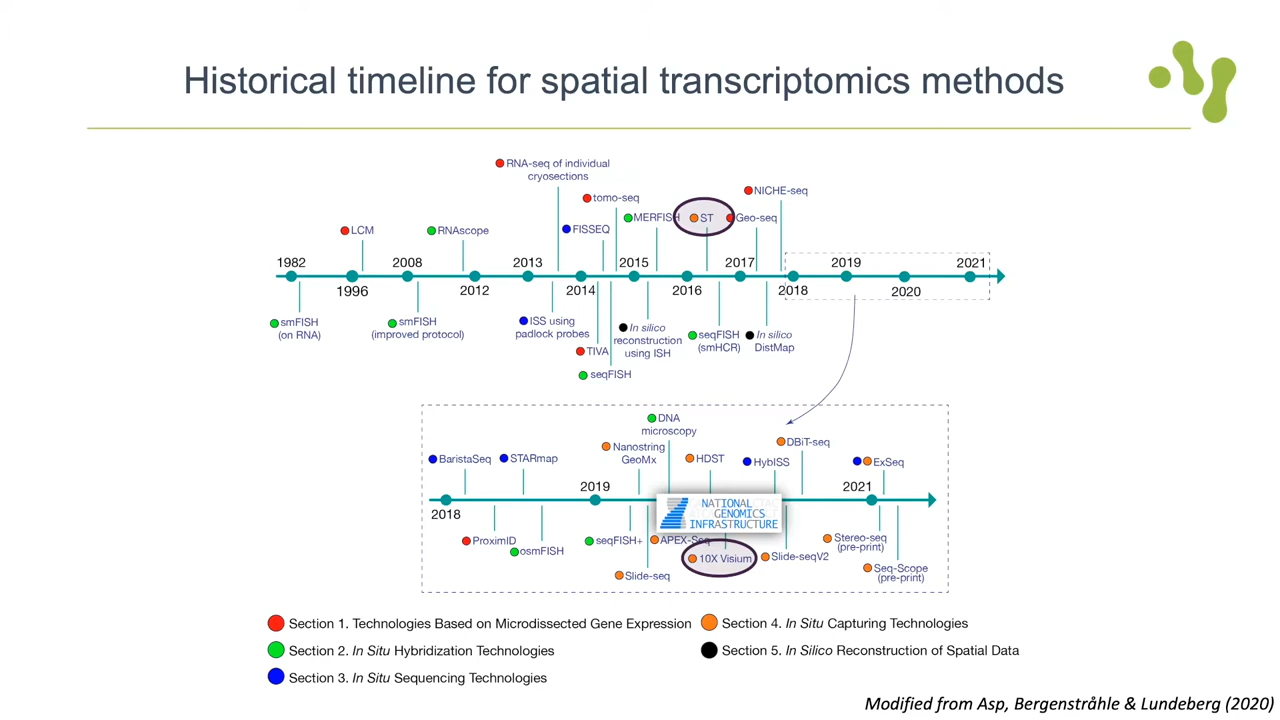 Historical timeline for spatial transcriptomics methods
RNA-seq of individual
cryosections
tomo-seq
NICHE-seq
MERFISH
ST
Geo-seq
LCM
RNAscope
FISSEQ
1982
2008
2013
2015
2017
2019
2021
1996
2012
2014
2016
2018
2020
smFISH
(on RNA)
smFISH
(improved protocol)
ISS using
padlock probes
TIVA
seqFISH
In silico
reconstruction
using ISH
seqFISH
(smHCR)
In silico
DistMap
DNA
microscopy
Nanostring
GeoMx
DBiT-seq
BaristaSeq
STARmap
HDST
HybISS
ExSeq
2019
2021
2018
NATIONAL
GENOMICS
INFRASTRUCTURE
ProximID
osmFISH
seqFISH+
APEX-Seq
Slide-seq
10X Visium
Slide-seqV2
Stereo-seq
(pre-print)
Seq-Scope
(pre-print)
Section 1. Technologies Based on Microdissected Gene Expression
Section 2. In Situ Hybridization Technologies
Section 3. In Situ Sequencing Technologies
Section 4. In Situ Capturing Technologies
Section 5. In Silico Reconstruction of Spatial Data
Modified from Asp, Bergenstråhle & Lundeberg (2020)